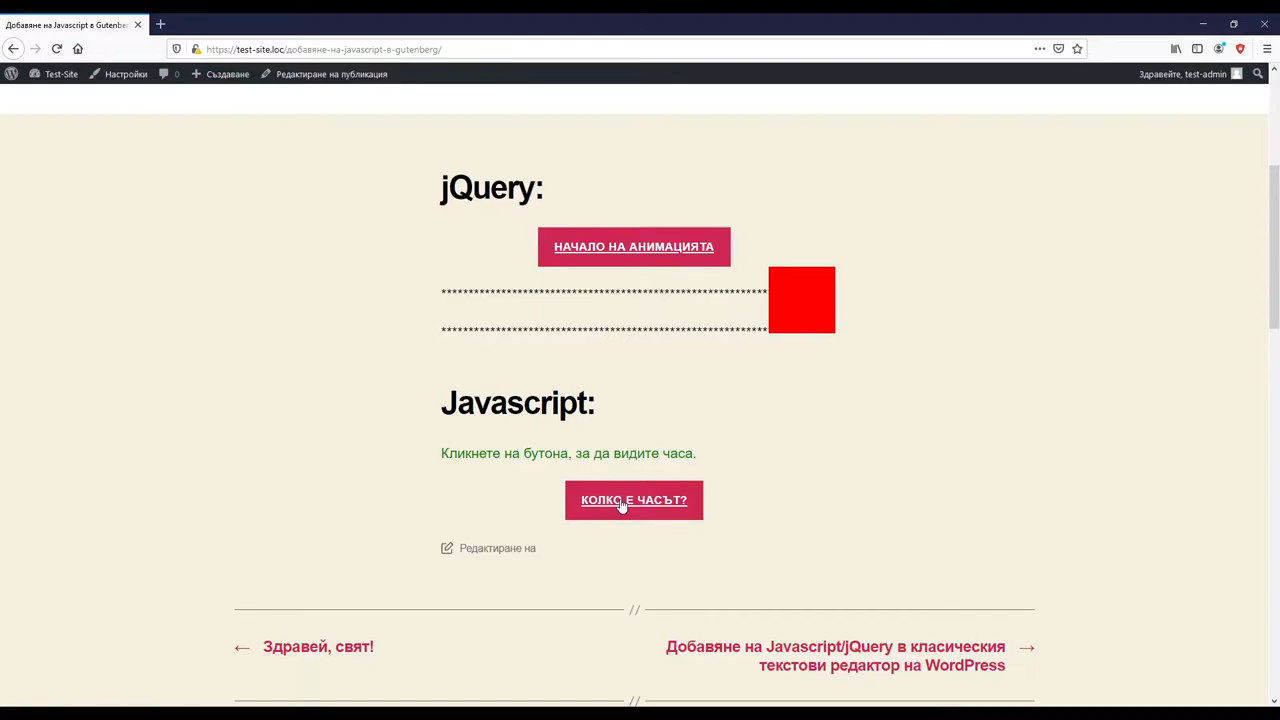 Добавяне на Javascript в Gutenber
https://test-site.loc/добавяне-на-javascript-в-gutenberg/
Test-Site Настройки 0 Създаване Редактиране на публикация Здравейте, test-admin
jQuery:
НАЧАЛО НА АНИМАЦИЯТА
************************************************************
************************************************************
Javascript:
Кликнете на бутона, за да видите часа.
КОЛКО Е ЧАСЪТ?
Редактиране на
//
← Здравей, свят!
Добавяне на Javascript/jQuery в класическия →
текстови редактор на WordPress
//